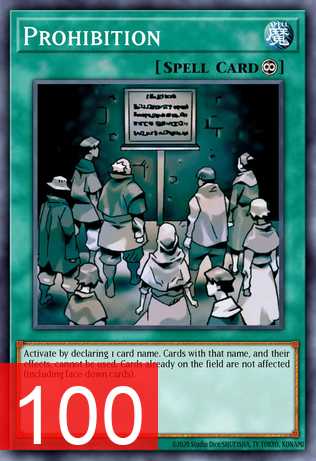 PROHIBITION
魔
[SPELL CARD]
Activate by declaring 1 card name. Cards with that name, and their
effects, cannot be used. Cards already on the field are not affected
(including face-down cards).
100
©2020 Studio Dice/SHUEISHA, TV TOKYO, KONAMI